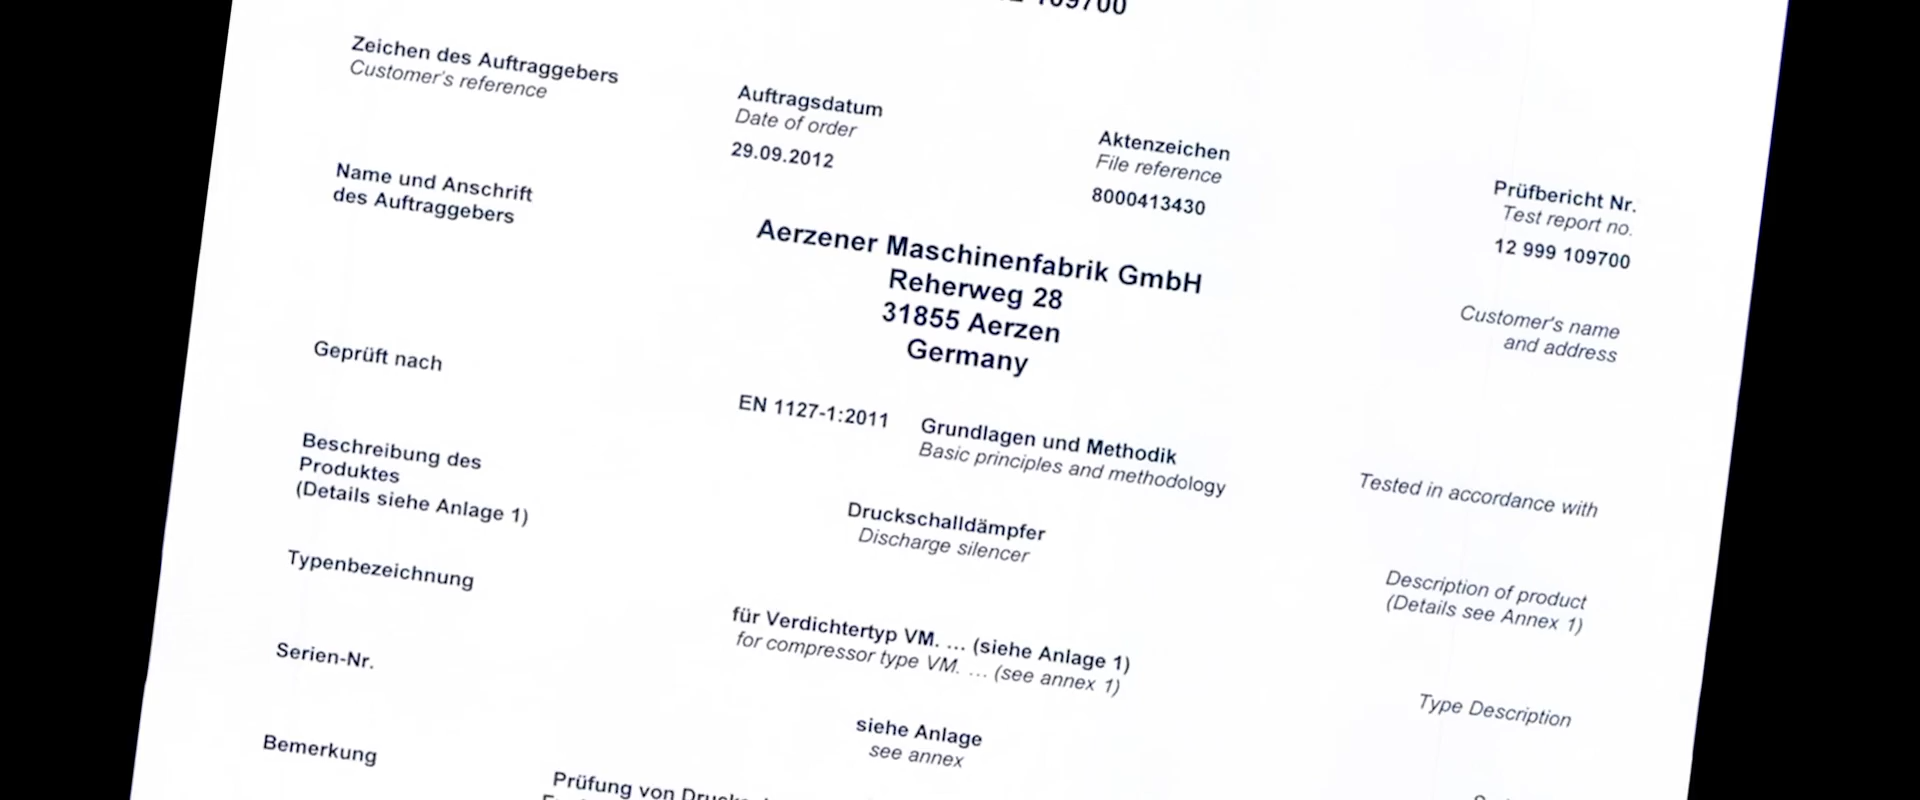 109700
Zeichen des Auftraggebers
Customer's reference
Auftragsdatum
Date of order
29.09.2012
Aktenzeichen
File reference
8000413430
Prüfbericht Nr.
Test report no.
12 999 109700
Name und Anschrift
des Auftraggebers
Aerzener Maschinenfabrik GmbH
Reherweg 28
31855 Aerzen
Germany
Customer's name
and address
Geprüft nach
EN 1127-1:2011
Grundlagen und Methodik
Basic principles and methodology
Tested in accordance with
Beschreibung des
Produktes
(Details siehe Anlage 1)
Druckschalldämpfer
Discharge silencer
Description of product
(Details see Annex 1)
Typenbezeichnung
für Verdichtertyp VM. ... (siehe Anlage 1)
for compressor type VM. ... (see annex 1)
Type Description
Serien-Nr.
siehe Anlage
see annex
Bemerkung
Prüfung von